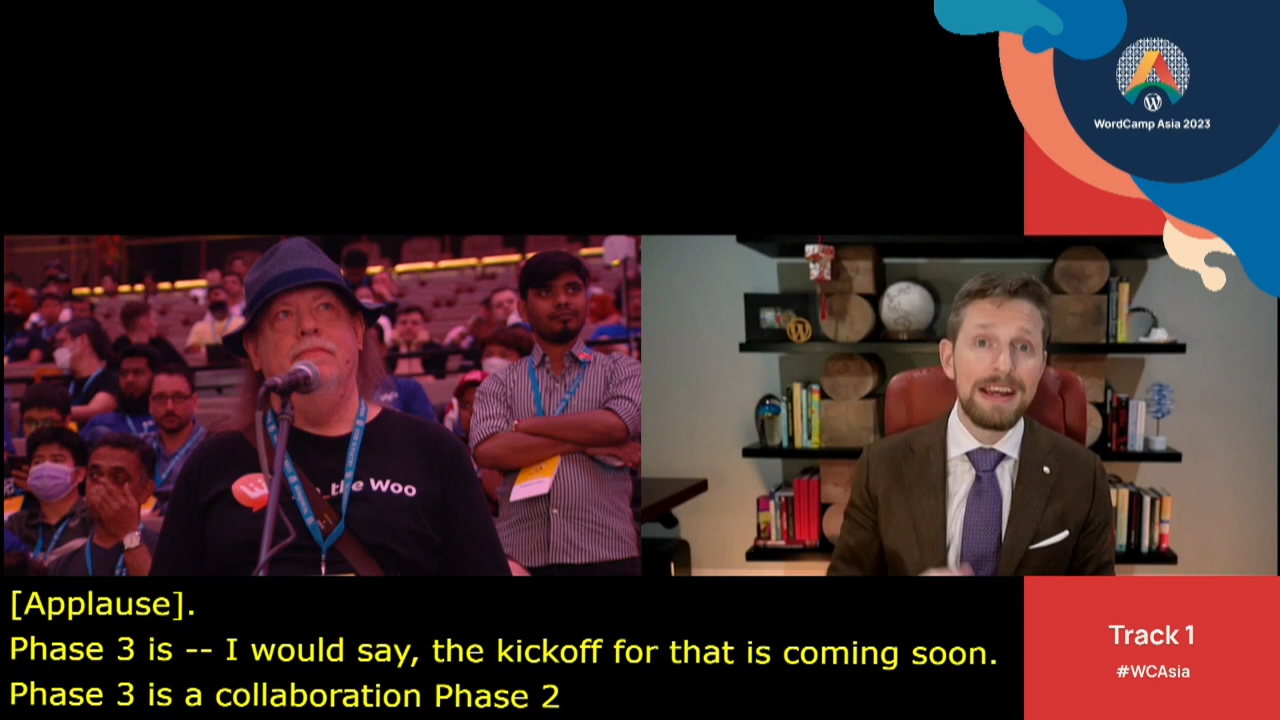 WordCamp Asia 2023
the Woo
[Applause].
Phase 3 is -- I would say, the kickoff for that is coming soon.
Phase 3 is a collaboration Phase 2
Track 1
#WCAsia